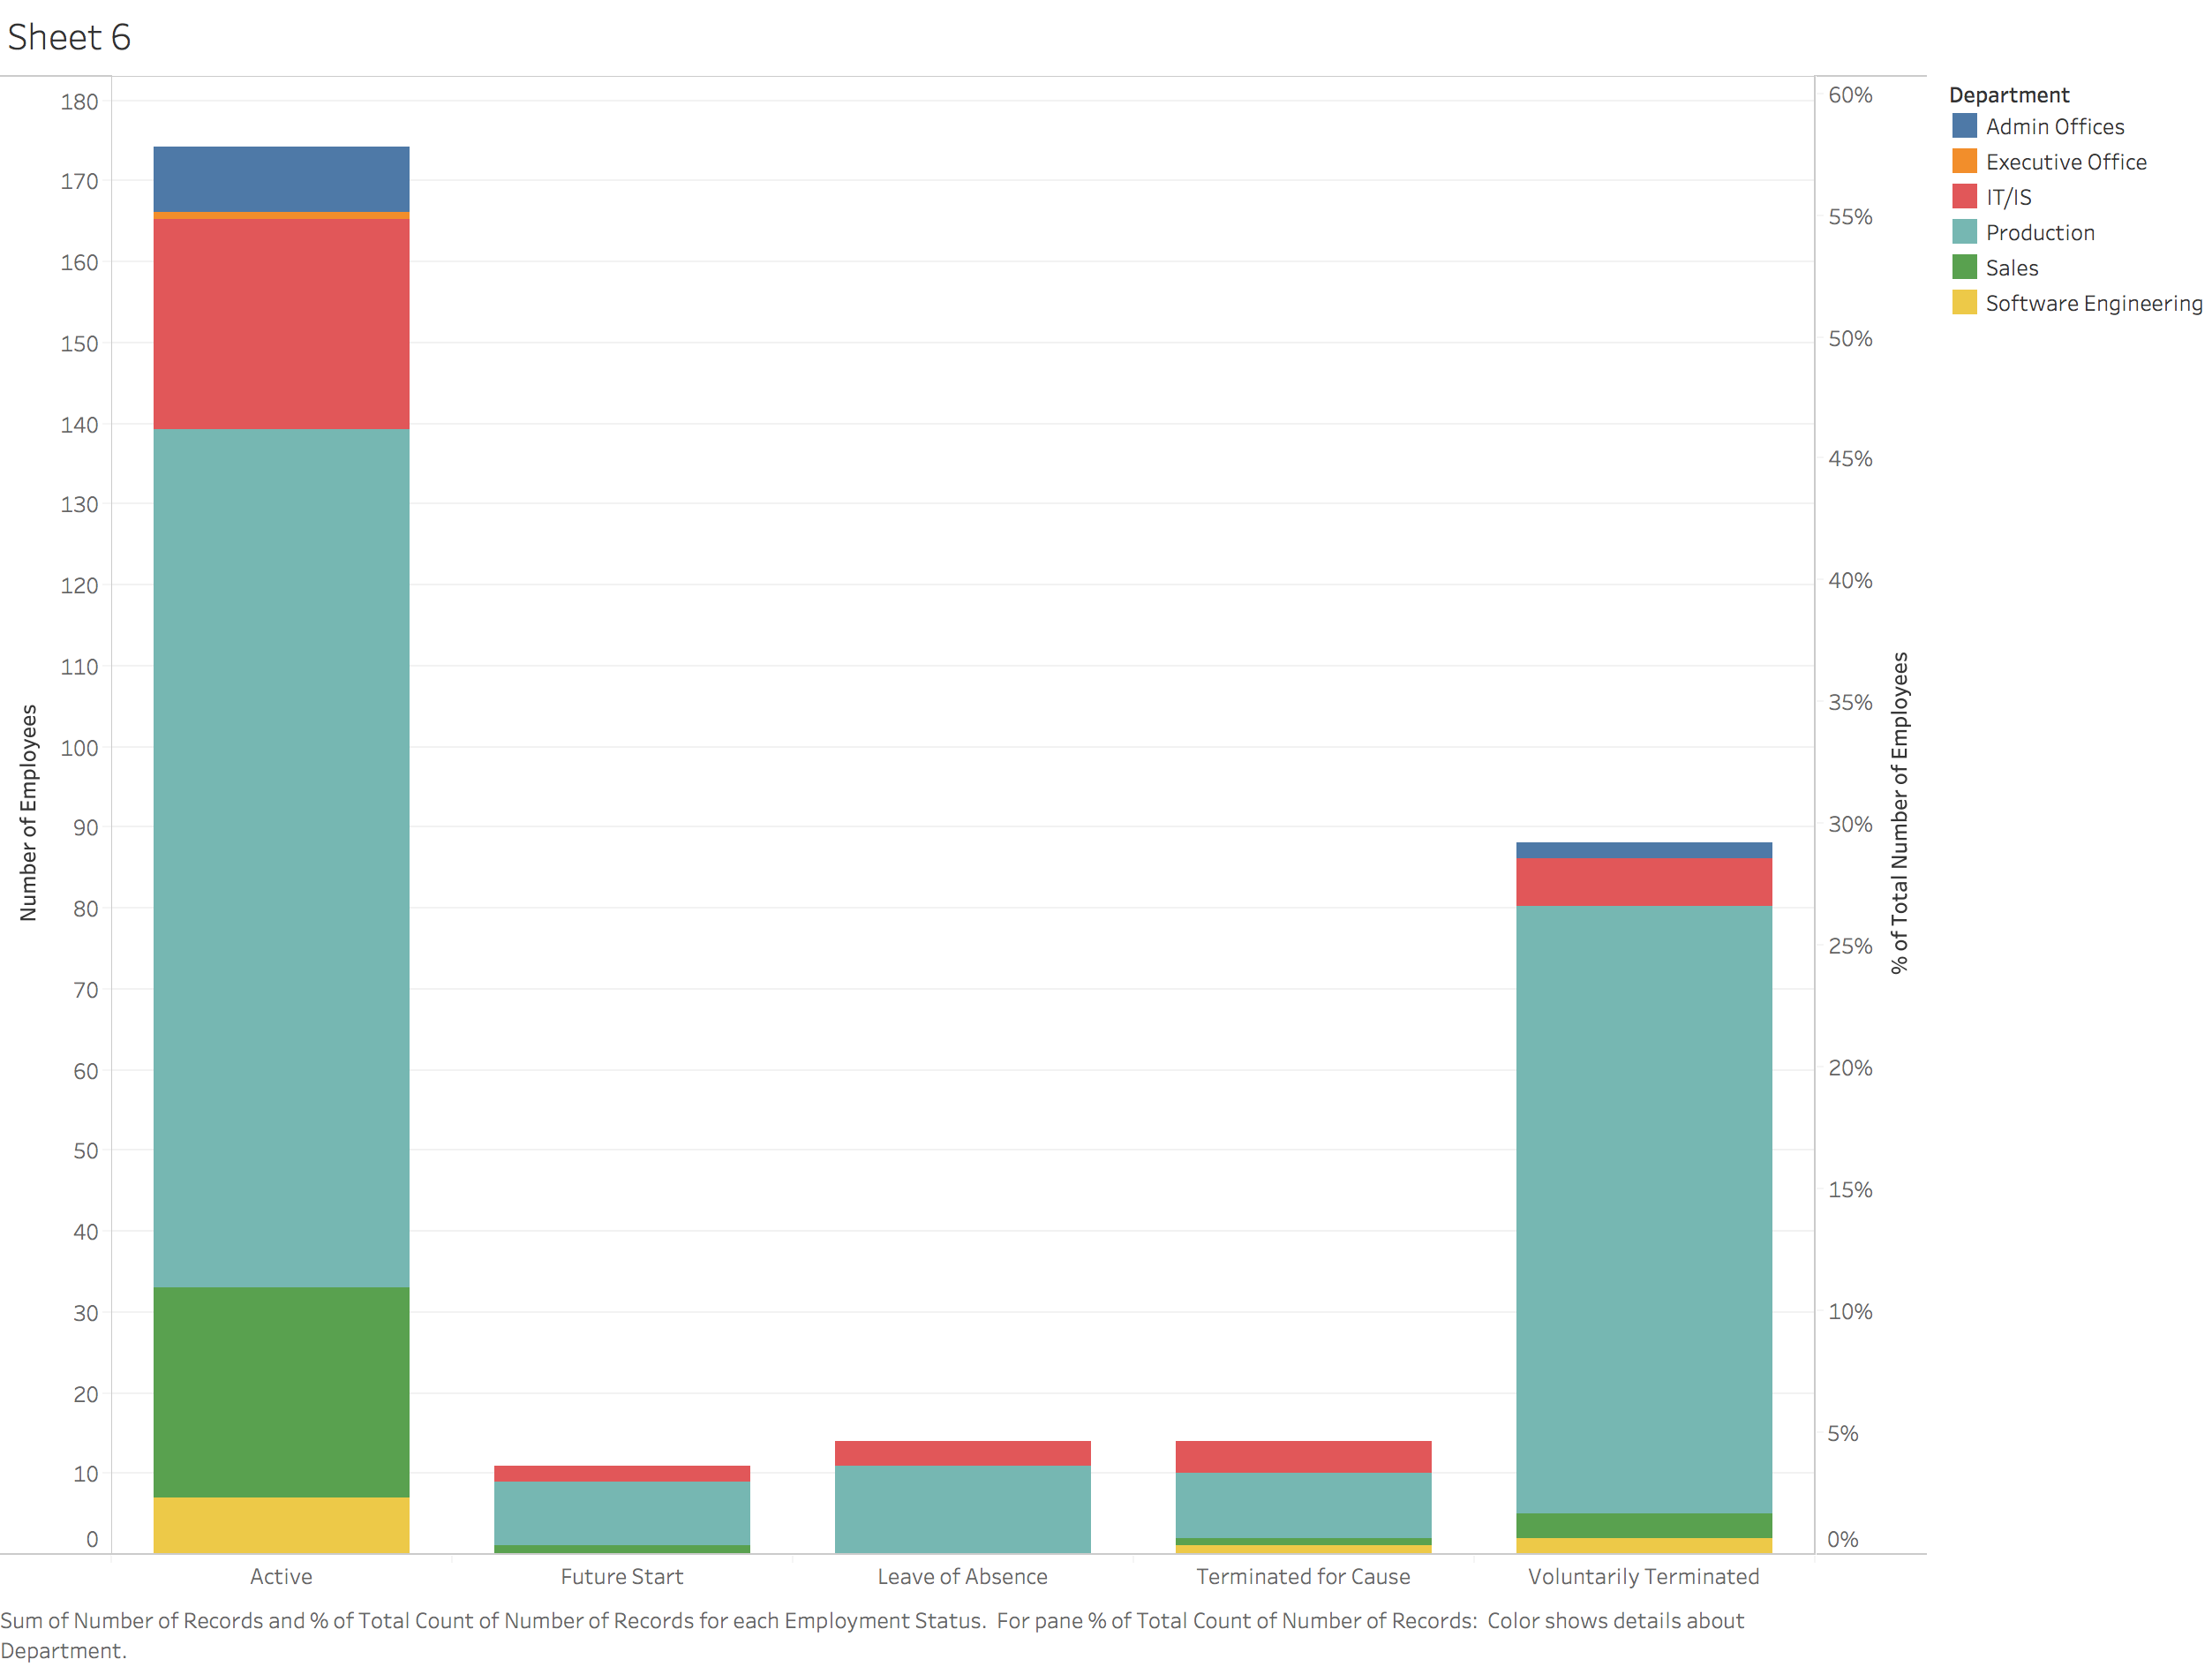 Sheet 6
180
170
160
150
140
130
120
110
100
90
80
70
60
50
40
30
20
10
0
Number of Employees
60%
55%
50%
45%
40%
35%
30%
25%
20%
15%
10%
5%
0%
% of Total Number of Employees
Department
Admin Offices
Executive Office
IT/IS
Production
Sales
Software Engineering
Active
Future Start
Leave of Absence
Terminated for Cause
Voluntarily Terminated
Sum of Number of Records and % of Total Count of Number of Records for each Employment Status.  For pane % of Total Count of Number of Records:  Color shows details about
Department.